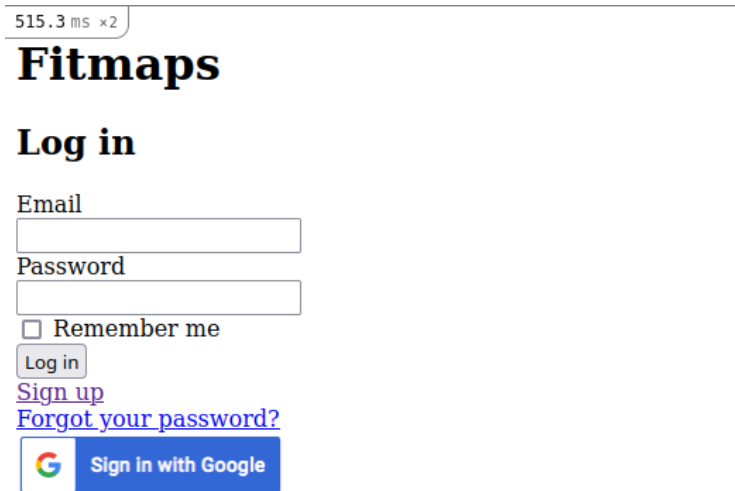 515.3 ms ×2
Fitmaps
Log in
Email
Password
Remember me
Log in
Sign up
Forgot your password?
G Sign in with Google